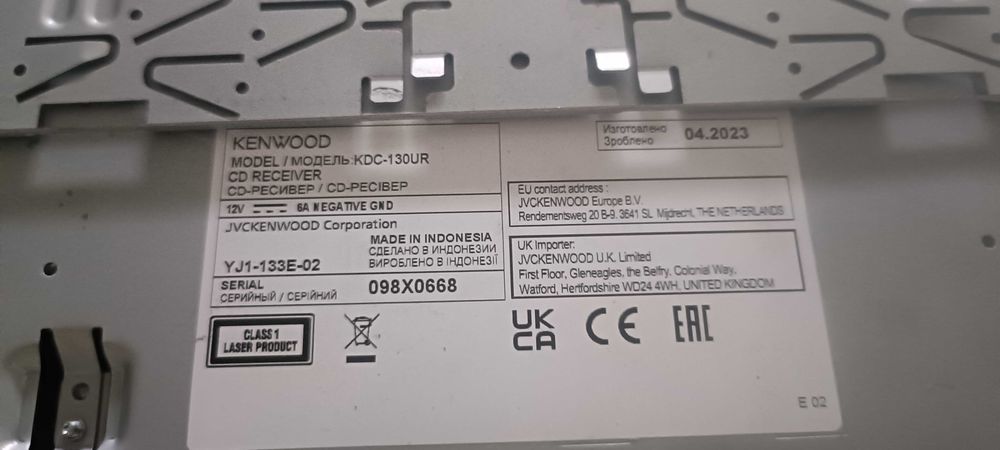 KENWOOD
MODEL / МОДЕЛЬ:KDC-130UR
CD RECEIVER
CD-РЕСИВЕР / CD-РЕСІВЕР
12V 6A NEGATIVE GND
JVCKENWOOD Corporation
MADE IN INDONESIA
СДЕЛАНО В ИНДОНЕЗИИ
YJ1-133E-02 ВИРОБЛЕНО В ІНДОНЕЗІЇ
SERIAL
СЕРИЙНЫЙ / СЕРІЙНИЙ 098X0668
CLASS 1
LASER PRODUCT
Изготовлено
Зроблено 04.2023
EU contact address :
JVCKENWOOD Europe B.V.
Rendementsweg 20 B-9. 3641 SL Mijdrecht, THE NETHERLANDS
UK Importer:
JVCKENWOOD U.K. Limited
First Floor, Gleneagles, the Belfry, Colonial Way,
Watford, Hertfordshire WD24 4WH, UNITED KINGDOM
UK
CA CE EAC
E 02